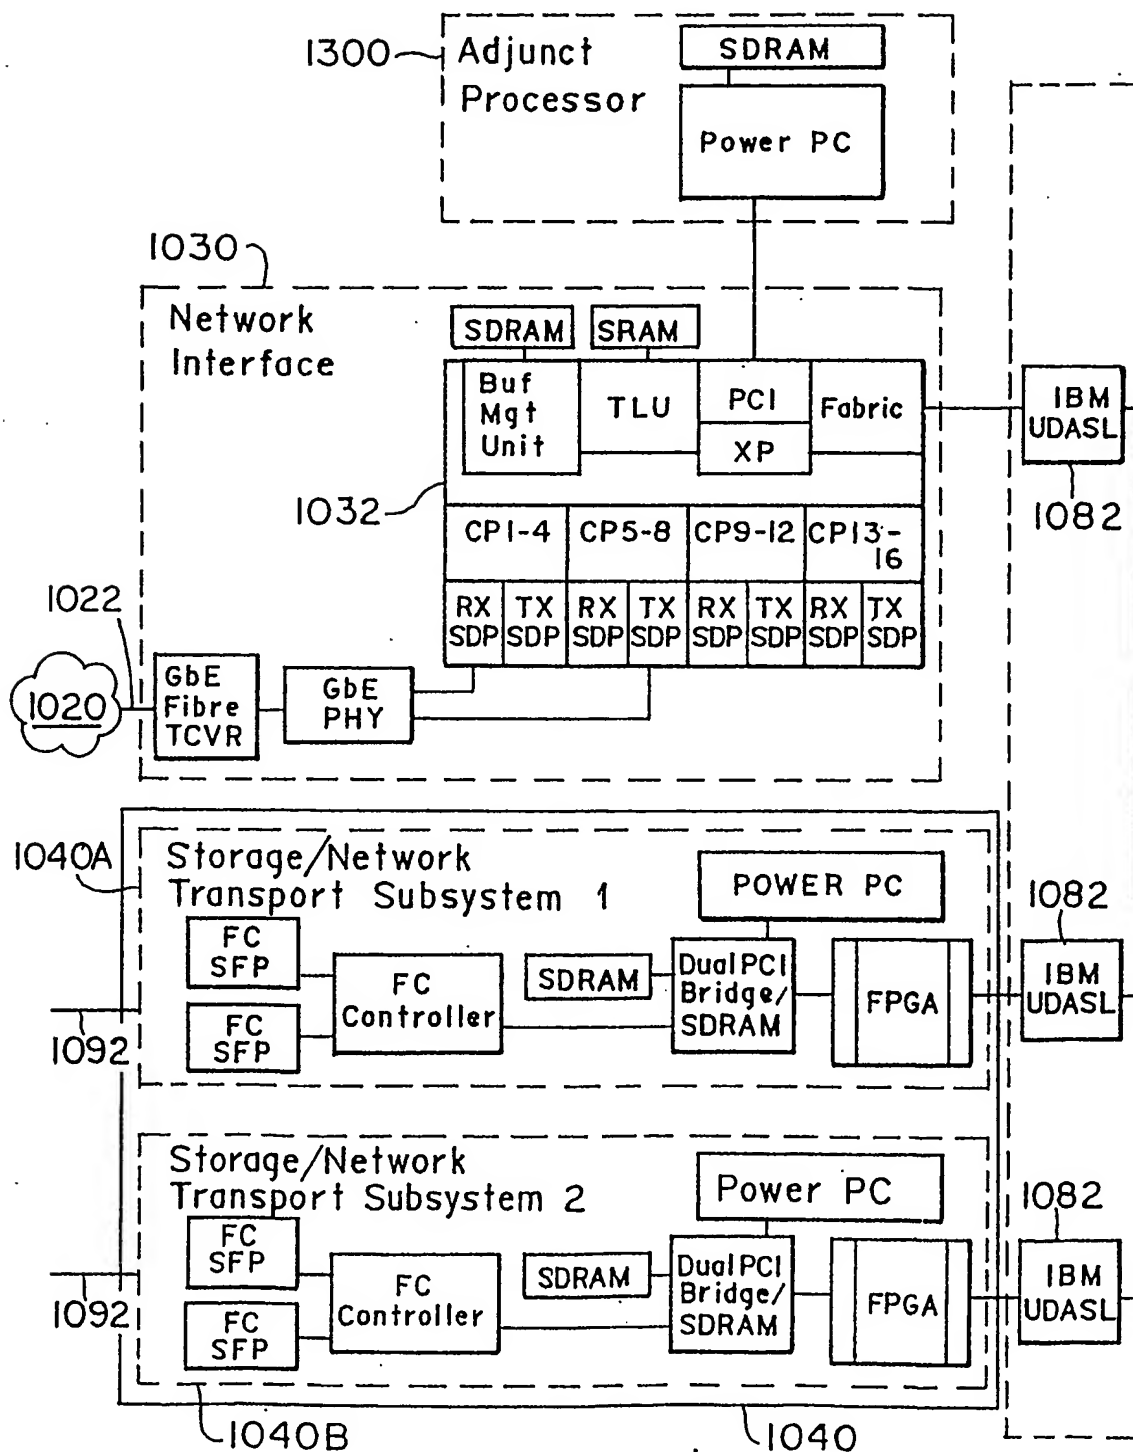 1300
Adjunct
Processor
SDRAM
Power PC
1030
Network
Interface
SDRAM
SRAM
Buf
Mgt
Unit
TLU
PCI
XP
Fabric
IBM
UDASL
1082
1032
CP1-4
CP5-8
CP9-12
CP13-
16
RX
SDP
TX
SDP
RX
SDP
TX
SDP
RX
SDP
TX
SDP
RX
SDP
TX
SDP
1022
1020
GbE
Fibre
TCVR
GbE
PHY
1040A
Storage/Network
Transport Subsystem 1
POWER PC
FC
SFP
FC
SFP
FC
Controller
SDRAM
Dual PCI
Bridge/
SDRAM
FPGA
1082
IBM
UDASL
1092
Storage/Network
Transport Subsystem 2
Power PC
FC
SFP
FC
SFP
FC
Controller
SDRAM
Dual PCI
Bridge/
SDRAM
FPGA
1082
IBM
UDASL
1092
1040B
1040